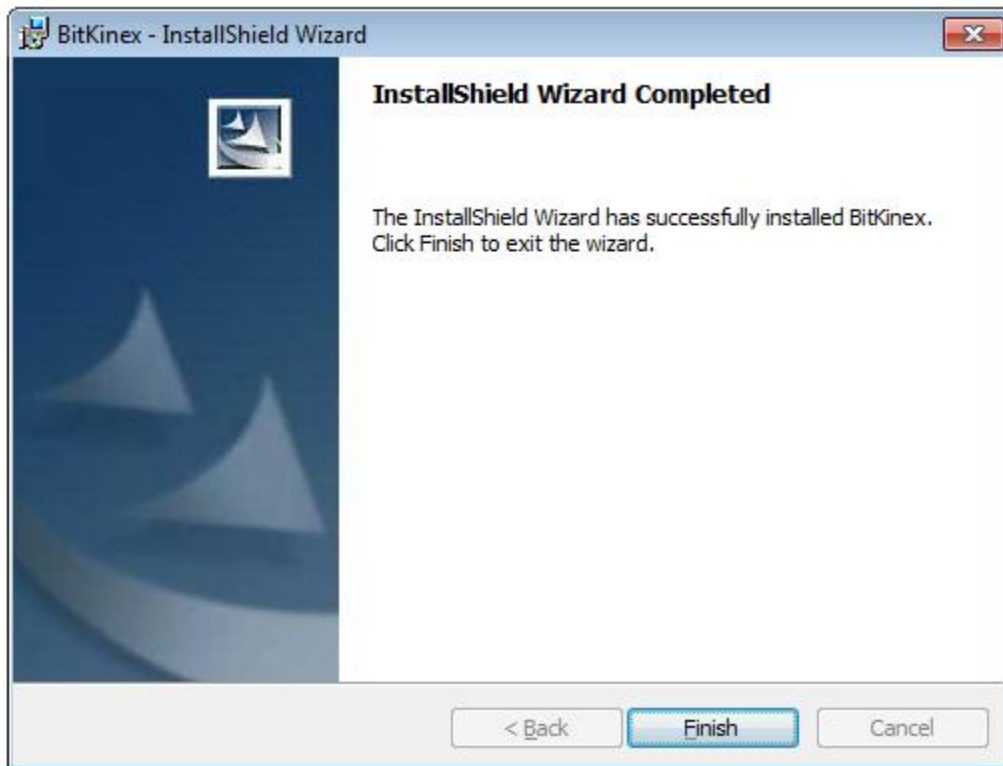 BitKinex - InstallShield Wizard
InstallShield Wizard Completed
The InstallShield Wizard has successfully installed BitKinex.
Click Finish to exit the wizard.
< Back
Finish
Cancel